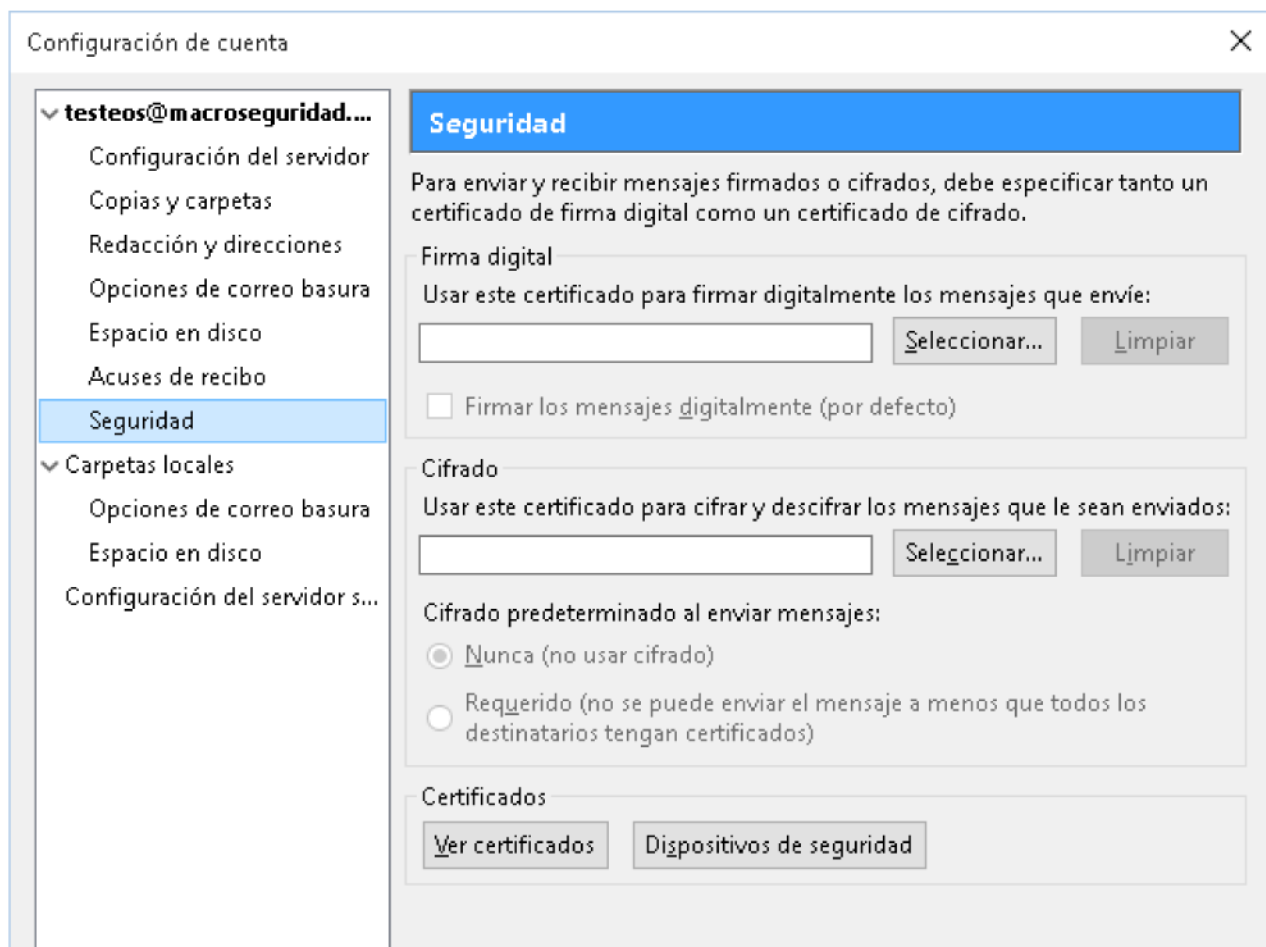 Configuración de cuenta
testeos@macroseguridad....
Configuración del servidor
Copias y carpetas
Redacción y direcciones
Opciones de correo basura
Espacio en disco
Acuses de recibo
Seguridad
Carpetas locales
Opciones de correo basura
Espacio en disco
Configuración del servidor s...
Seguridad
Para enviar y recibir mensajes firmados o cifrados, debe especificar tanto un
certificado de firma digital como un certificado de cifrado.
Firma digital
Usar este certificado para firmar digitalmente los mensajes que envíe:
Seleccionar... Limpiar
Firmar los mensajes digitalmente (por defecto)
Cifrado
Usar este certificado para cifrar y descifrar los mensajes que le sean enviados:
Seleccionar... Limpiar
Cifrado predeterminado al enviar mensajes:
Nunca (no usar cifrado)
Requerido (no se puede enviar el mensaje a menos que todos los
destinatarios tengan certificados)
Certificados
Ver certificados Dispositivos de seguridad